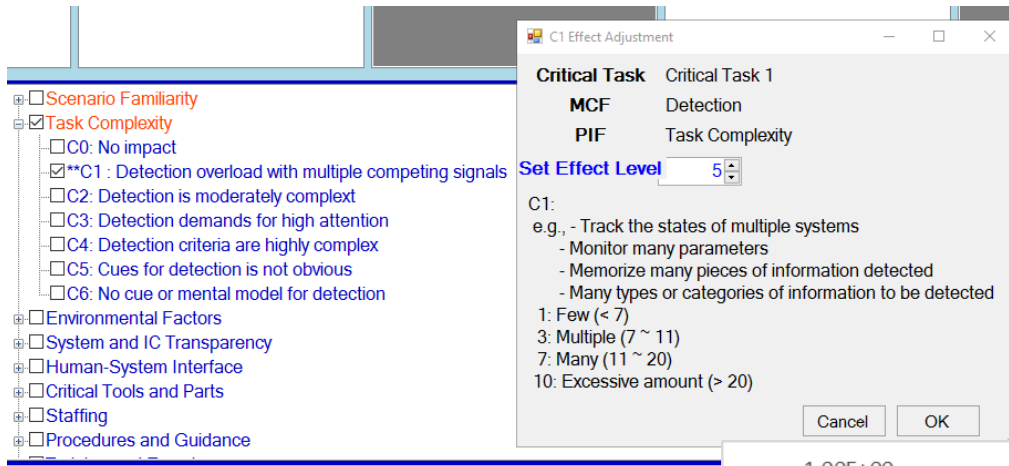 Scenario Familiarity
Task Complexity
C0: No impact
**C1 : Detection overload with multiple competing signals
C2: Detection is moderately complext
C3: Detection demands for high attention
C4: Detection criteria are highly complex
C5: Cues for detection is not obvious
C6: No cue or mental model for detection
Environmental Factors
System and IC Transparency
Human-System Interface
Critical Tools and Parts
Staffing
Procedures and Guidance
C1 Effect Adjustment
Critical Task Critical Task 1
MCF Detection
PIF Task Complexity
Set Effect Level 5
C1:
e.g., - Track the states of multiple systems
- Monitor many parameters
- Memorize many pieces of information detected
- Many types or categories of information to be detected
1: Few (< 7)
3: Multiple (7 ~ 11)
7: Many (11 ~ 20)
10: Excessive amount (> 20)
Cancel OK